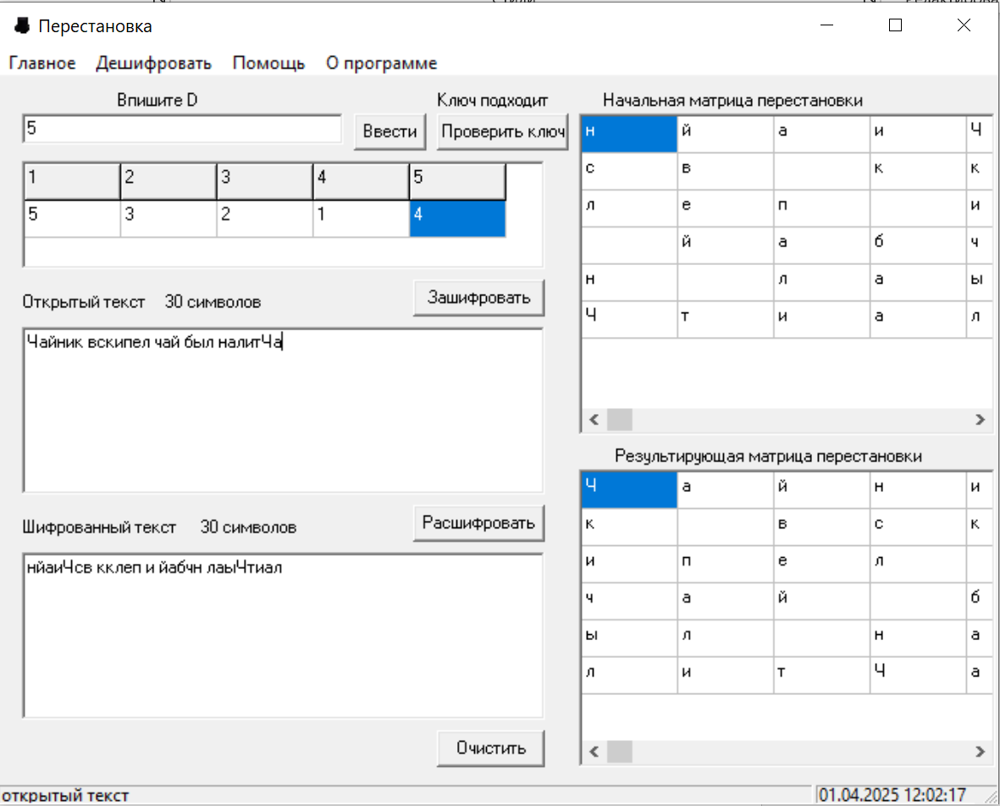 Перестановка
Главное Дешифровать Помощь О программе
Впишите D
Ключ подходит
5
Ввести
Проверить ключ
1 2 3 4 5
5 3 2 1 4
Открытый текст 30 символов
Зашифровать
Чайник вскипел чай был налитЧа
Шифрованный текст 30 символов
Расшифровать
нйаиЧсв кклеп и йабчн лаыЧтиал
Очистить
Начальная матрица перестановки
н й а и Ч
с в к к
л е п и
й а б ч
н л а ы
Ч т и а л
Результирующая матрица перестановки
Ч а й н и
к в с к
и п е л
ч а й б
ы л н а
л и т Ч а
открытый текст
01.04.2025 12:02:17